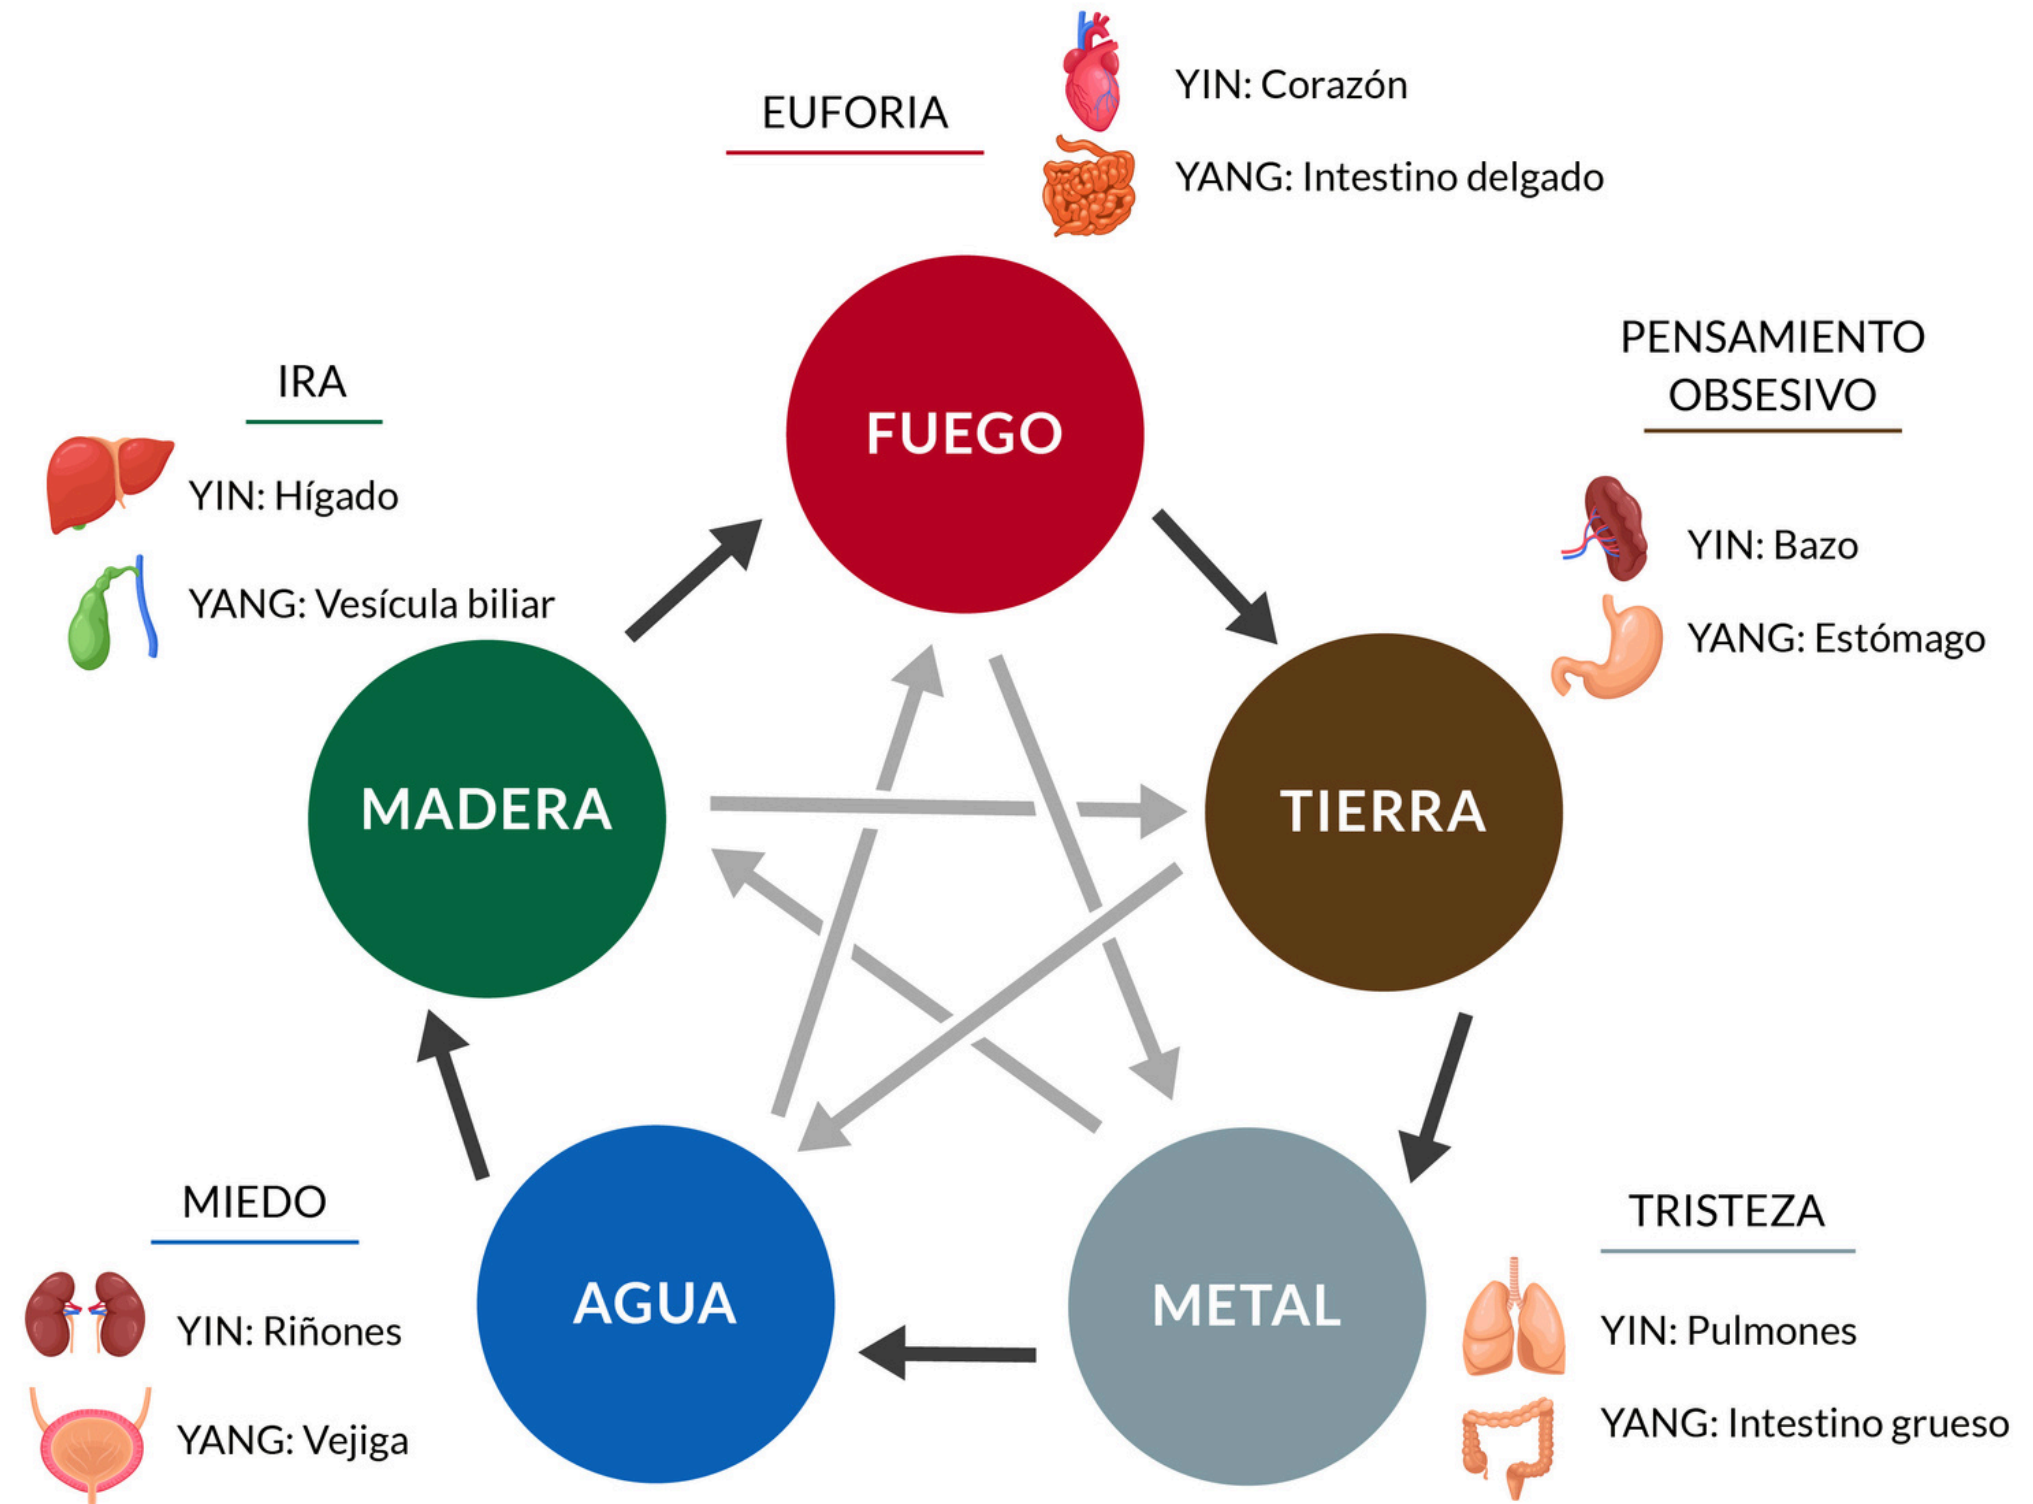 EUFORIA
YIN: Corazón
YANG: Intestino delgado
FUEGO
PENSAMIENTO
OBSESIVO
YIN: Bazo
YANG: Estómago
TIERRA
IRA
YIN: Hígado
YANG: Vesícula biliar
MADERA
MIEDO
YIN: Riñones
YANG: Vejiga
AGUA
METAL
TRISTEZA
YIN: Pulmones
YANG: Intestino grueso